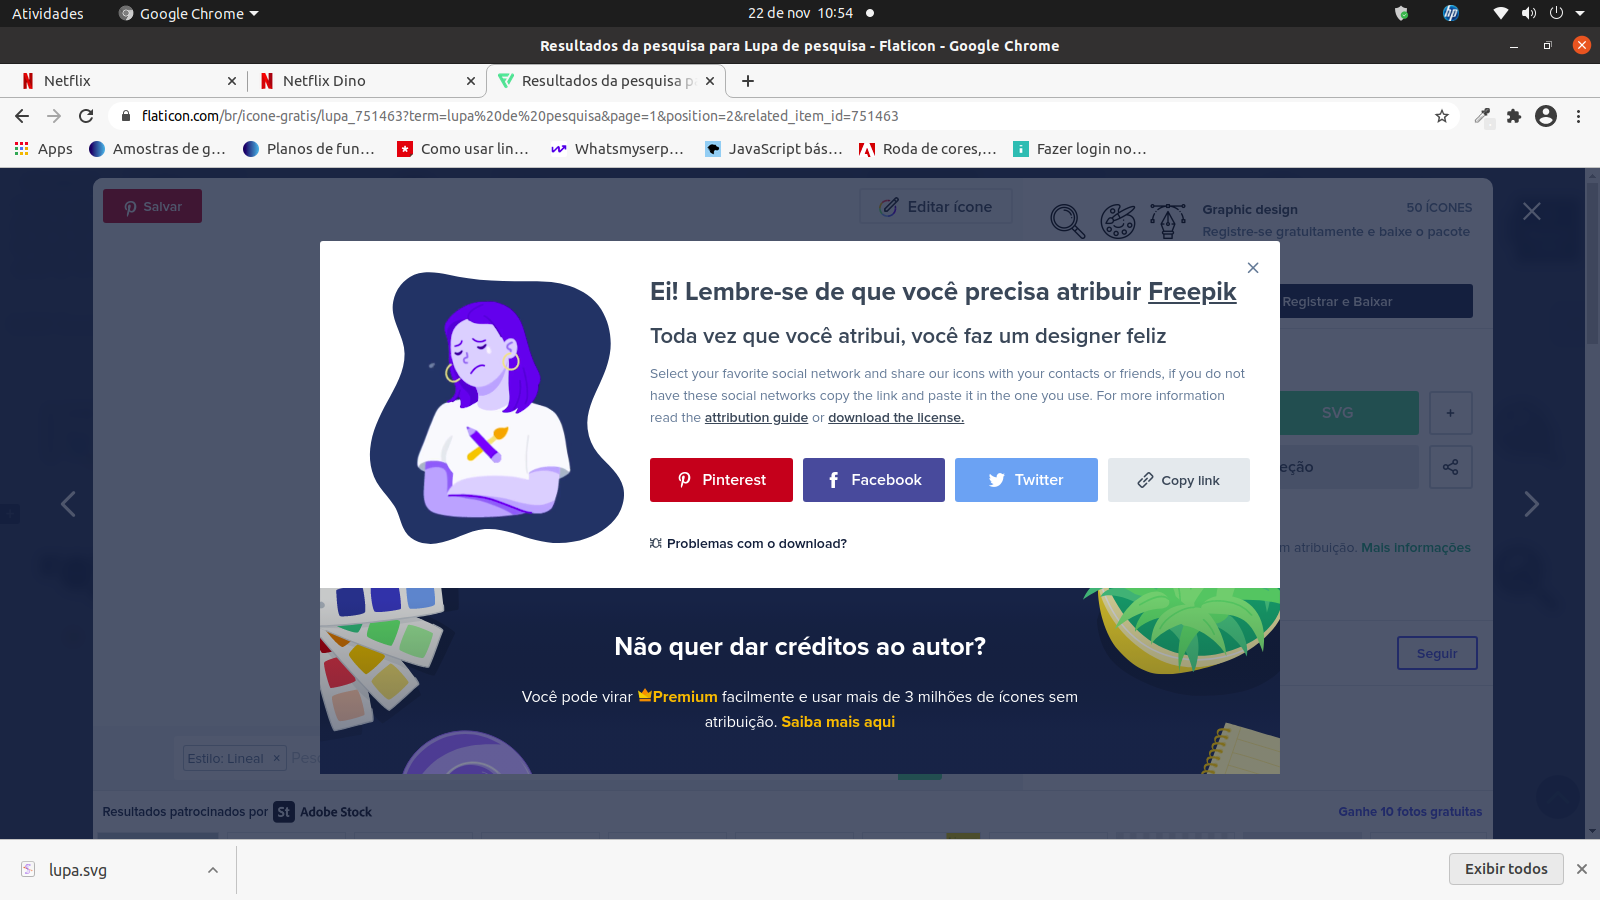 Atividades
Google Chrome
22 de nov 10:54
hp
Resultados da pesquisa para Lupa de pesquisa - Flaticon - Google Chrome
Netflix
Netflix Dino
Resultados da pesquisa p
flaticon.com/br/icone-gratis/lupa_751463?term=lupa%20de%20pesquisa&page=1&position=2&related_item_id=751463
Apps
Amostras de g...
Planos de fun...
Como usar lin...
Whatsmyserp...
JavaScript bás...
Roda de cores,...
Fazer login no...
Salvar
Editar ícone
Graphic design
50 ÍCONES
Registre-se gratuitamente e baixe o pacote
Registrar e Baixar
Ei! Lembre-se de que você precisa atribuir Freepik
Toda vez que você atribui, você faz um designer feliz
Select your favorite social network and share our icons with your contacts or friends, if you do not
have these social networks copy the link and paste it in the one you use. For more information
read the attribution guide or download the license.
SVG
+
eção
Pinterest
Facebook
Twitter
Copy link
Problemas com o download?
m atribuição. Mais informações
Não quer dar créditos ao autor?
Você pode virar Premium facilmente e usar mais de 3 milhões de ícones sem
atribuição. Saiba mais aqui
Seguir
Estilo: Lineal ×
Pesq
Resultados patrocinados por St Adobe Stock
Ganhe 10 fotos gratuitas
lupa.svg
Exibir todos